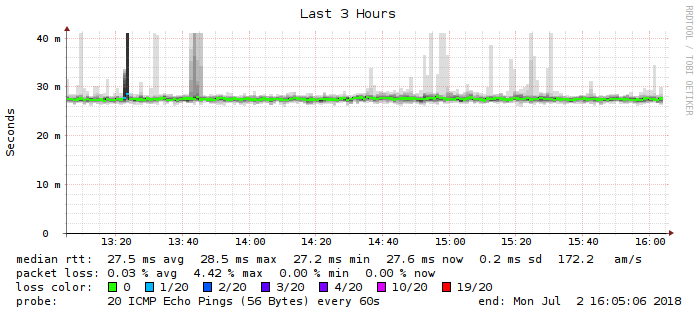 Last 3 Hours
RRDTOOL / TOBI OETIKER
Seconds
40 m
30 m
20 m
10 m
0
13:20 13:40 14:00 14:20 14:40 15:00 15:20 15:40 16:00
median rtt: 27.5 ms avg 28.5 ms max 27.2 ms min 27.6 ms now 0.2 ms sd 172.2 am/s
packet loss: 0.03 % avg 4.42 % max 0.00 % min 0.00 % now
loss color: 0 1/20 2/20 3/20 4/20 10/20 19/20
probe: 20 ICMP Echo Pings (56 Bytes) every 60s end: Mon Jul 2 16:05:06 2018